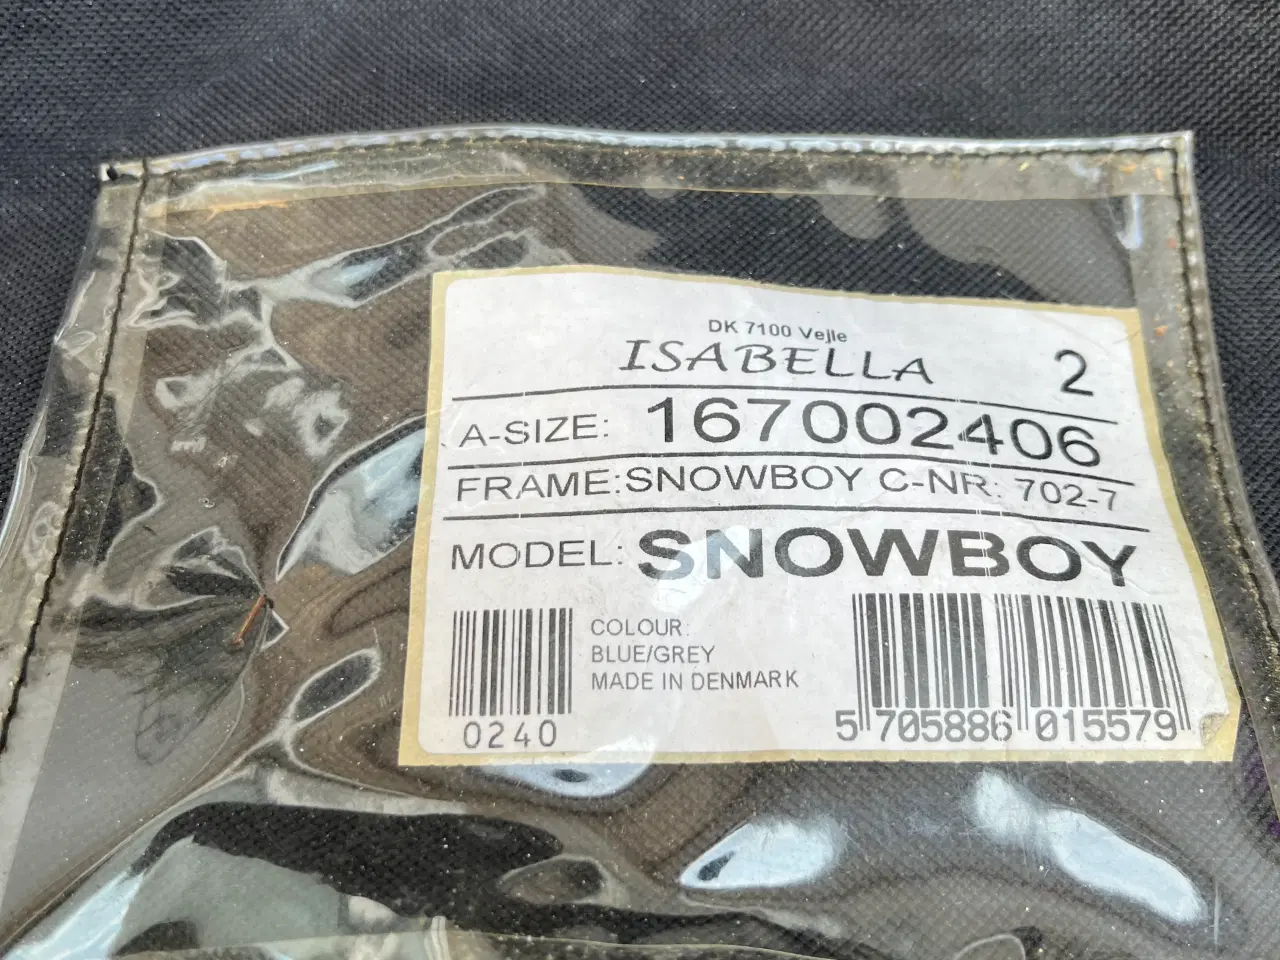 DK 7100 Vejle
ISABELLA 2
A-SIZE: 167002406
FRAME:SNOWBOY C-NR: 702-7
MODEL: SNOWBOY
COLOUR:
BLUE/GREY
MADE IN DENMARK
0240
5 705886 015579